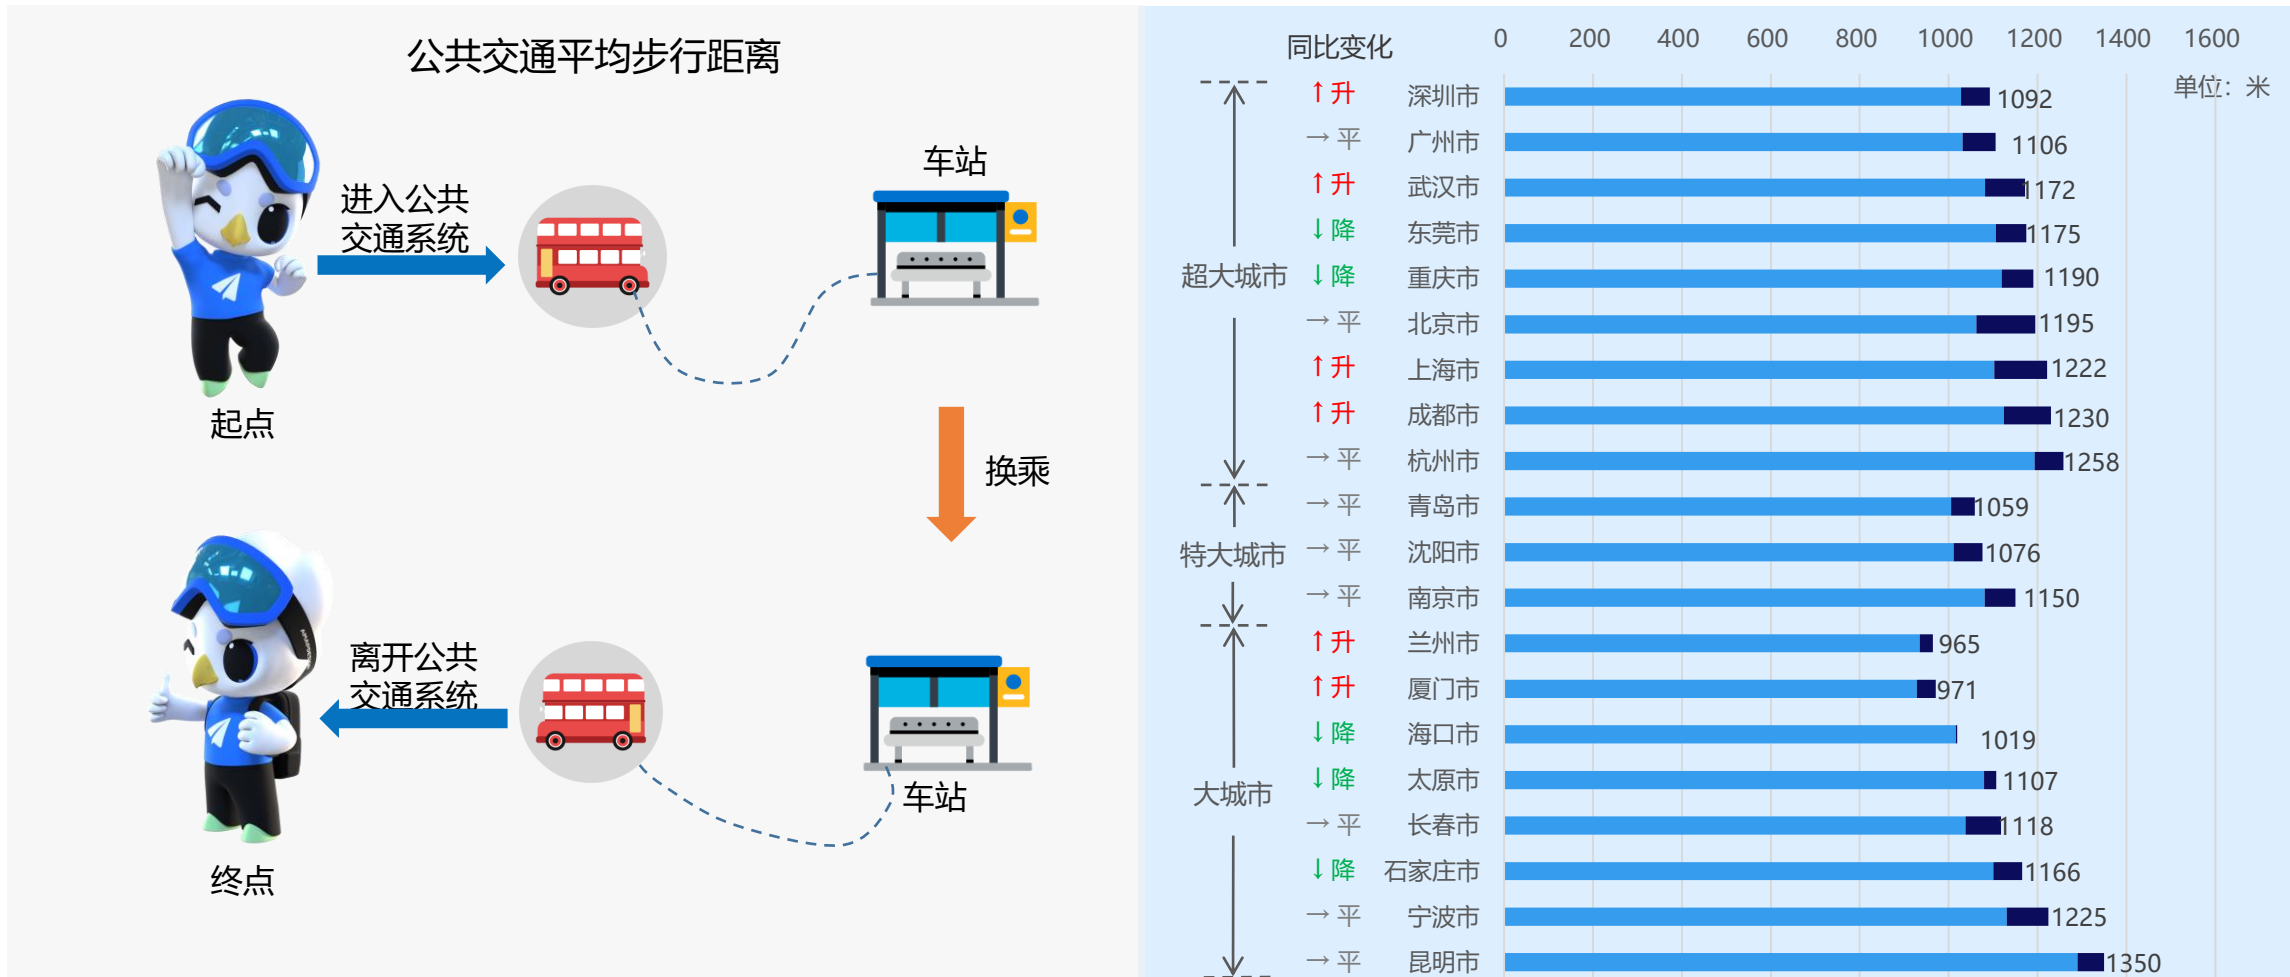 公共交通平均步行距离
进入公共
交通系统
车站
起点
换乘
离开公共
交通系统
车站
终点
同比变化
0 200 400 600 800 1000 1200 1400 1600
单位：米
超大城市
↑升 深圳市 1092
→平 广州市 1106
↑升 武汉市 1172
↓降 东莞市 1175
↓降 重庆市 1190
→平 北京市 1195
↑升 上海市 1222
↑升 成都市 1230
→平 杭州市 1258
特大城市
→平 青岛市 1059
→平 沈阳市 1076
→平 南京市 1150
大城市
↑升 兰州市 965
↑升 厦门市 971
↓降 海口市 1019
↓降 太原市 1107
→平 长春市 1118
↓降 石家庄市 1166
→平 宁波市 1225
→平 昆明市 1350